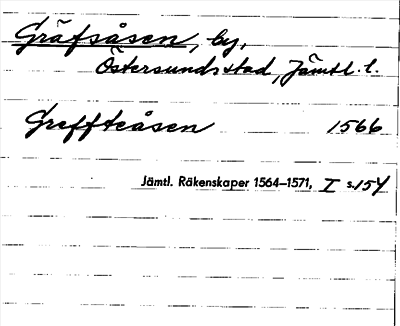 Gräfsåsen, by,
Östersunds stad, Jämtl. l.
Greffteåsen 1566
Jämtl. Räkenskaper 1564–1571, I s.154